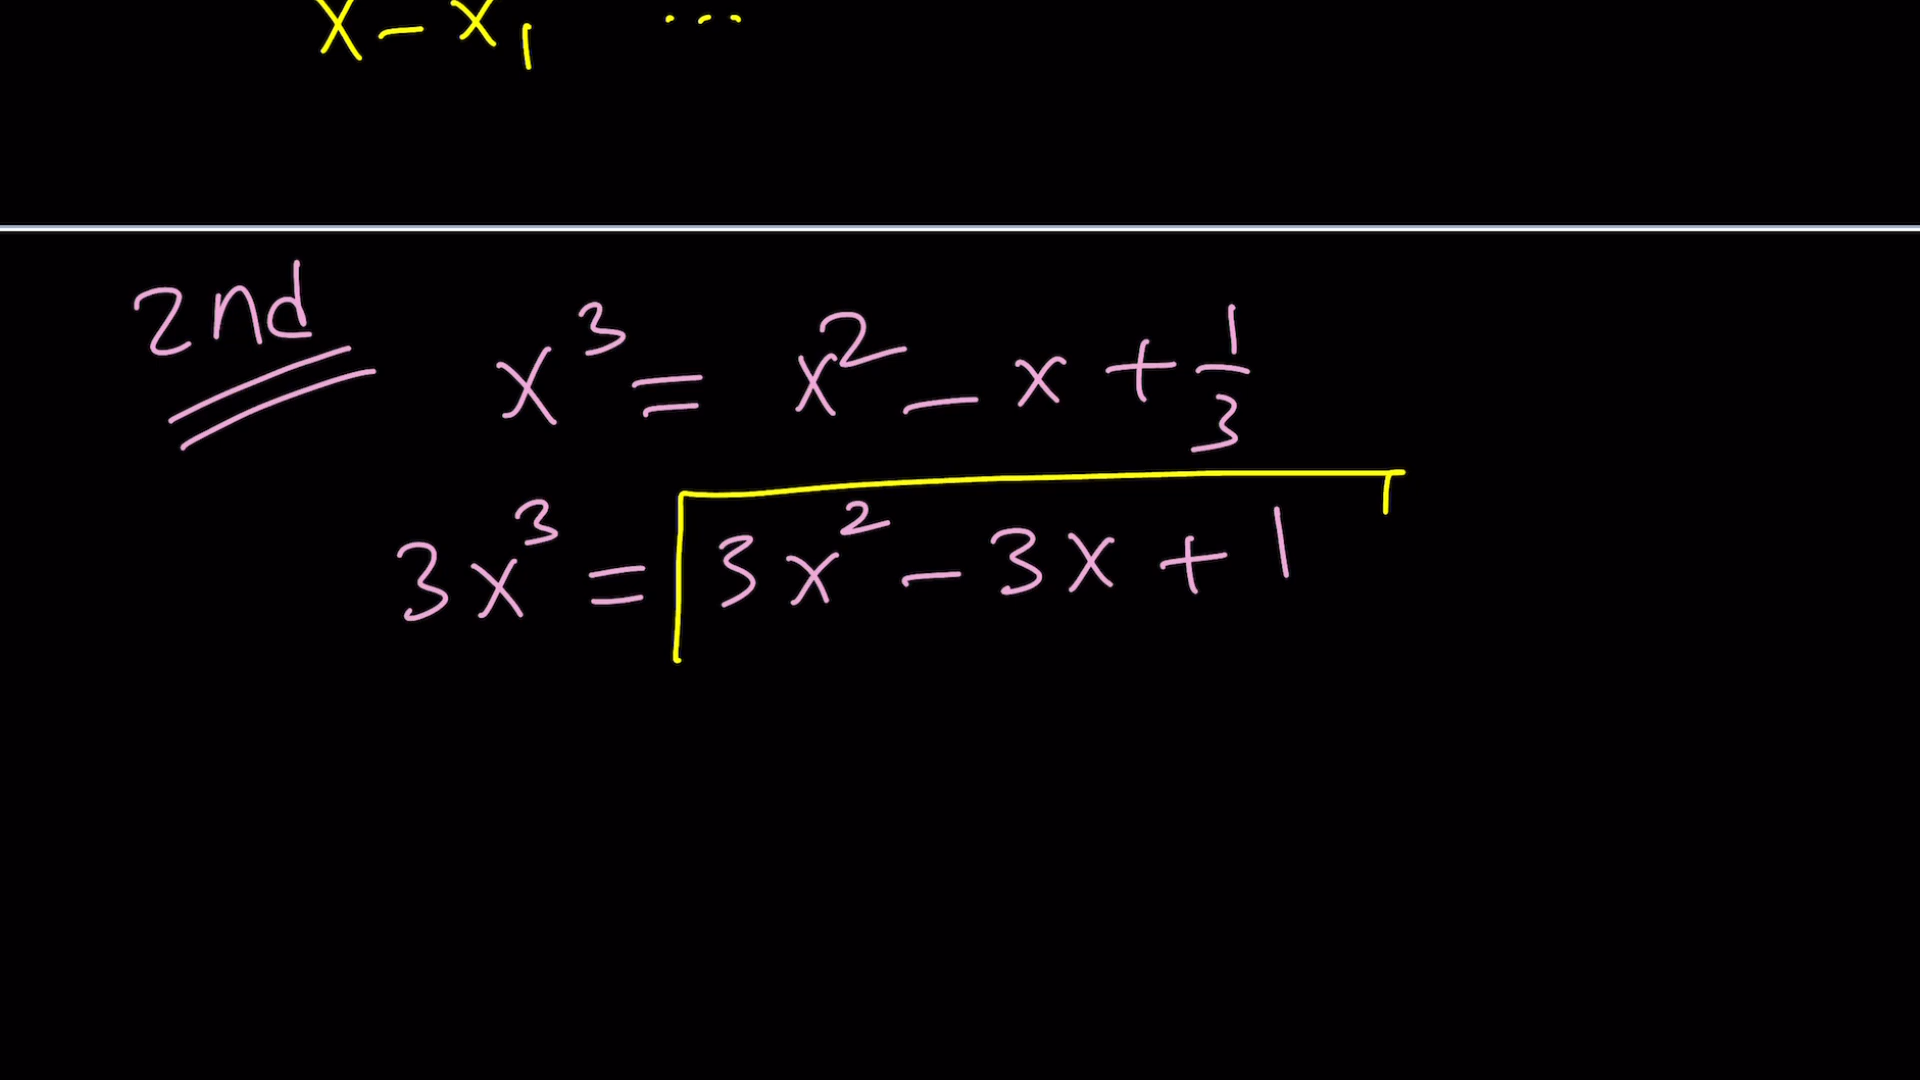 x - x₁ ...
2nd
x³ = x² - x + 1/3
3x³ = 3x² - 3x + 1